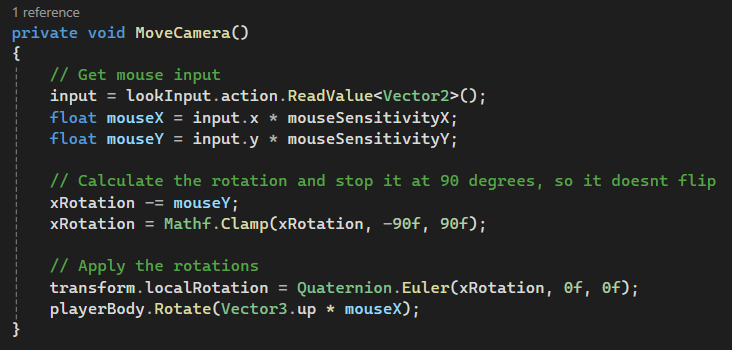 1 reference
private void MoveCamera()
{
// Get mouse input
input = lookInput.action.ReadValue<Vector2>();
float mouseX = input.x * mouseSensitivityX;
float mouseY = input.y * mouseSensitivityY;
// Calculate the rotation and stop it at 90 degrees, so it doesnt flip
xRotation -= mouseY;
xRotation = Mathf.Clamp(xRotation, -90f, 90f);
// Apply the rotations
transform.localRotation = Quaternion.Euler(xRotation, 0f, 0f);
playerBody.Rotate(Vector3.up * mouseX);
}